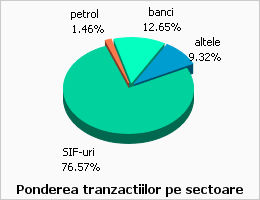 petrol
1.46%
banci
12.65%
altele
9.32%
SIF-uri
76.57%
Ponderea tranzactiilor pe sectoare